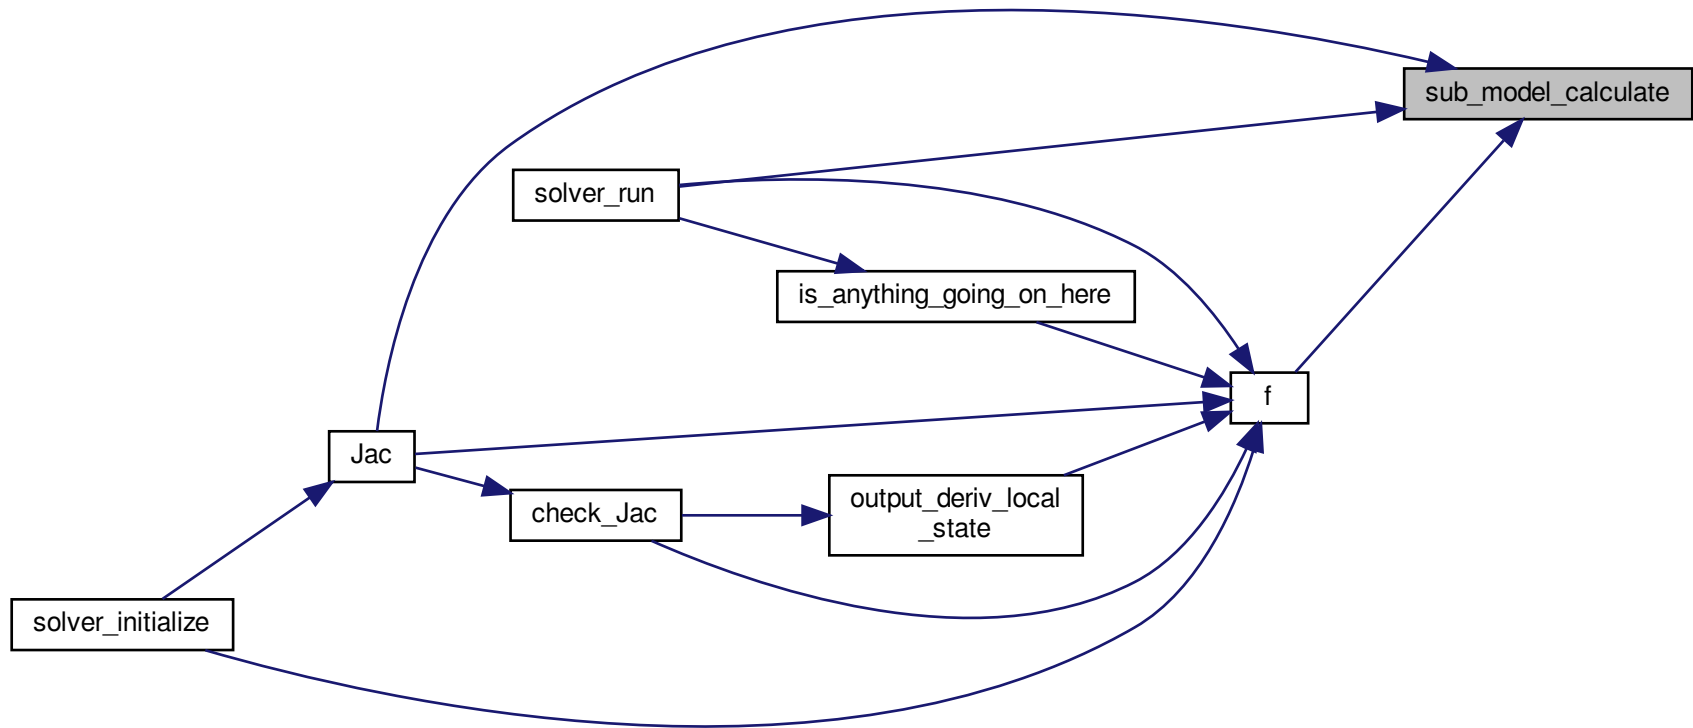 sub_model_calculate
solver_run
is_anything_going_on_here
f
Jac
output_deriv_local
_state
check_Jac
solver_initialize